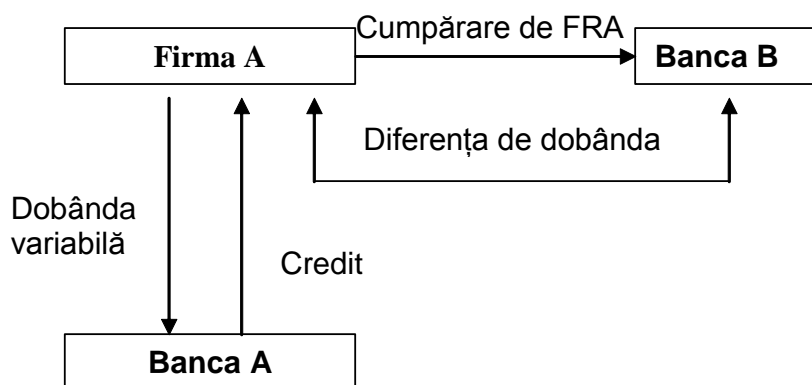 Cumpărare de FRA
Firma A
Banca B
Diferența de dobânda
Dobânda
variabilă
Credit
Banca A